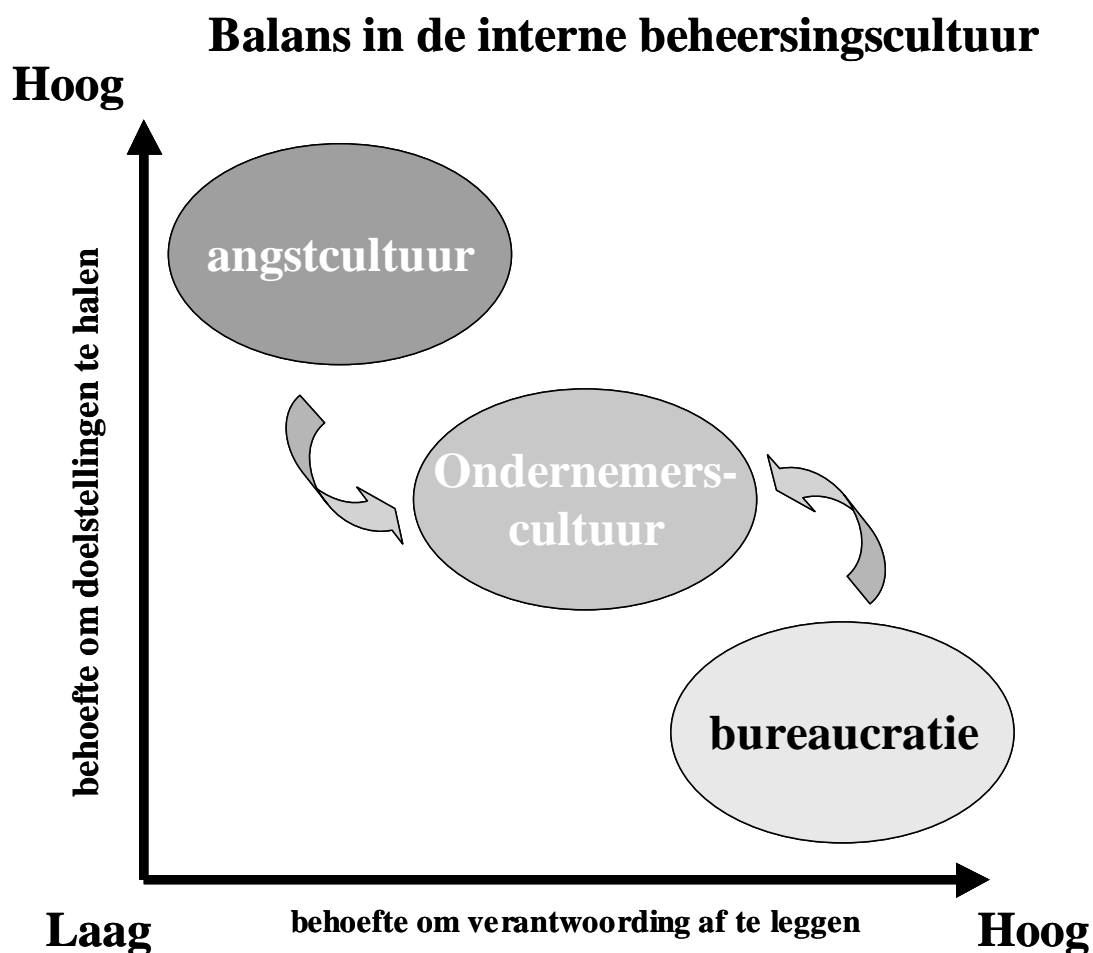 Balans in de interne beheersingscultuur
Hoog
behoefte om doelstellingen te halen
angstcultuur
Ondernemers-
cultuur
bureaucratie
Laag
behoefte om verantwoording af te leggen
Hoog